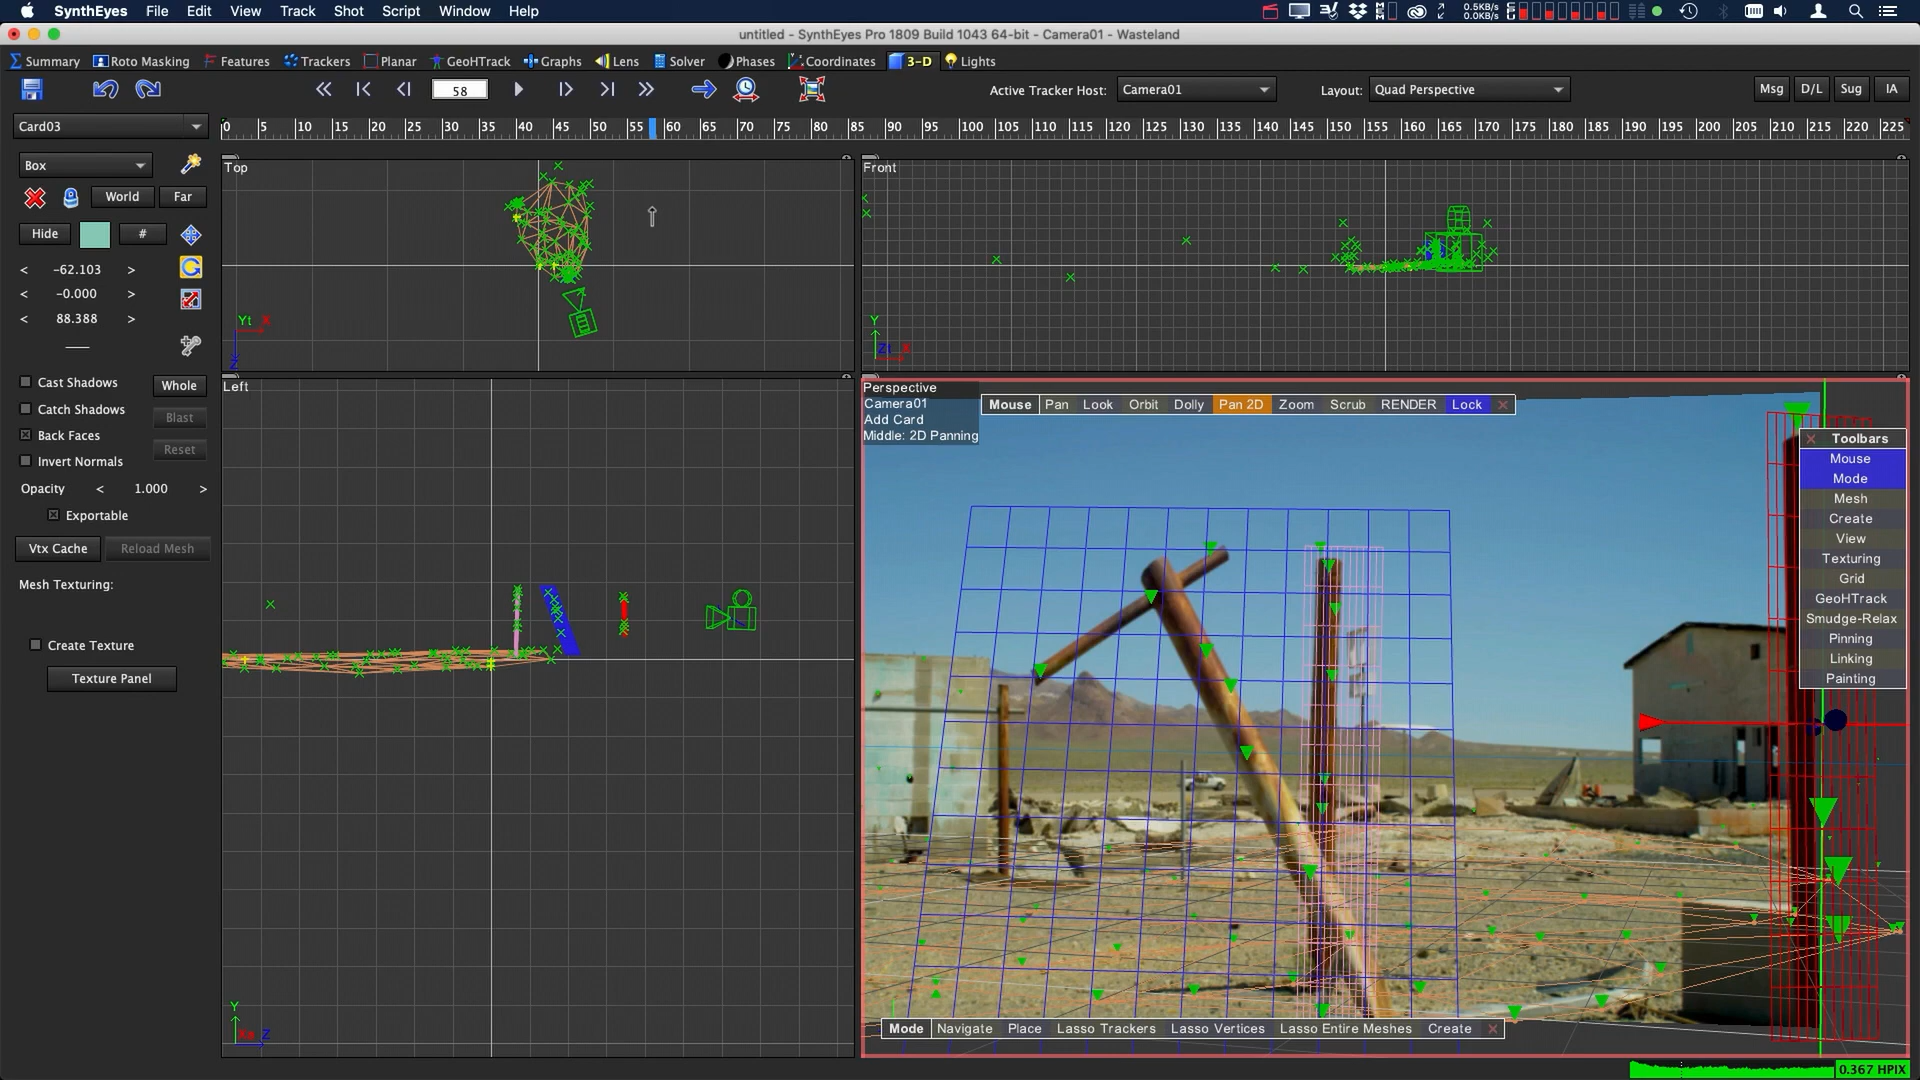 SynthEyes File Edit View Track Shot Script Window Help
0.5KB/s
0.0KB/s
untitled - SynthEyes Pro 1809 Build 1043 64-bit - Camera01 - Wasteland
Summary Roto Masking Features Trackers Planar GeoHTrack Graphs Lens Solver Phases Coordinates 3-D Lights
58 Active Tracker Host: Camera01 Layout: Quad Perspective Msg D/L Sug IA
Card03
0 5 10 15 20 25 30 35 40 45 50 55 60 65 70 75 80 85 90 95 100 105 110 115 120 125 130 135 140 145 150 155 160 165 170 175 180 185 190 195 200 205 210 215 220 225
Box
World Far
Hide #
< -62.103 >
< -0.000 >
< 88.388 >
Cast Shadows Whole
Catch Shadows Blast
Back Faces
Reset
Invert Normals
Opacity < 1.000 >
Exportable
Vtx Cache Reload Mesh
Mesh Texturing:
Create Texture
Texture Panel
Top
Yt X
Z
Front
Y
Zt X
Left
Y
Xt Z
Perspective
Camera01
Add Card
Middle: 2D Panning
Mouse Pan Look Orbit Dolly Pan 2D Zoom Scrub RENDER Lock
Toolbars
Mouse
Mode
Mesh
Create
View
Texturing
Grid
GeoHTrack
Smudge-Relax
Pinning
Linking
Painting
Mode Navigate Place Lasso Trackers Lasso Vertices Lasso Entire Meshes Create
0.367 HPIX